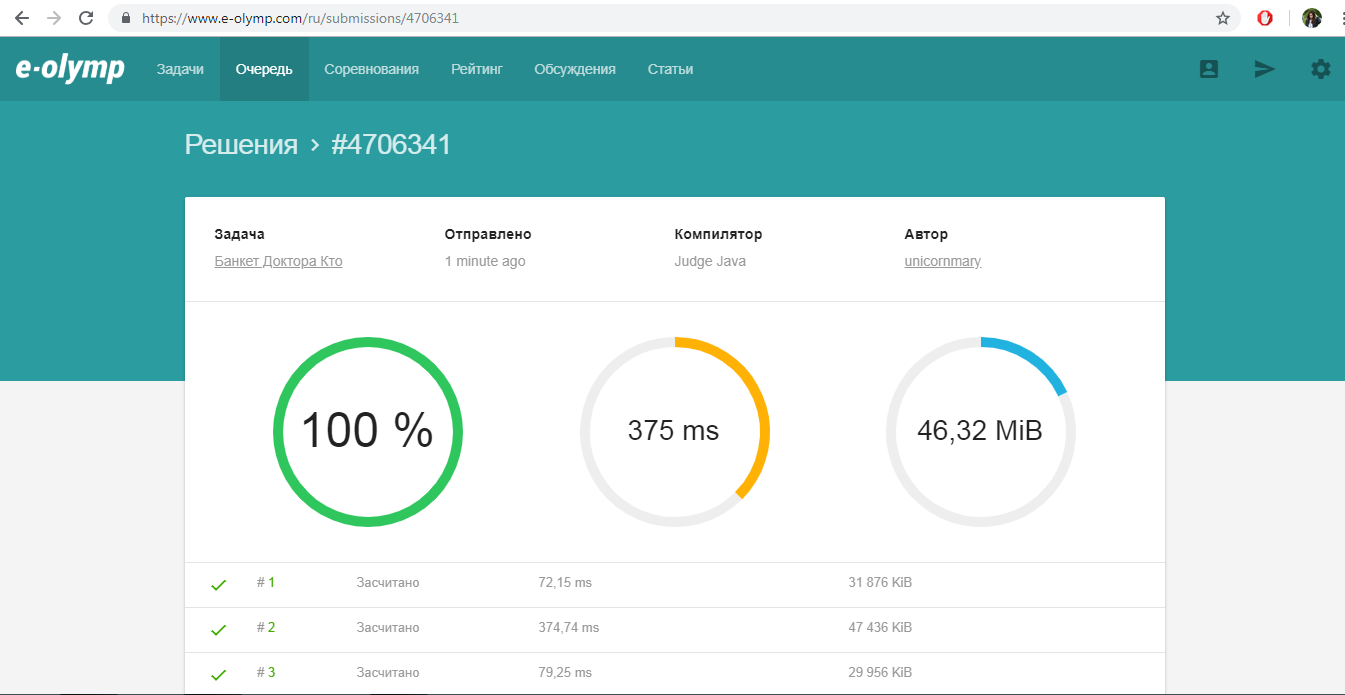 https://www.e-olymp.com/ru/submissions/4706341
e-olymp Задачи Очередь Соревнования Рейтинг Обсуждения Статьи
Решения › #4706341
Задача Отправлено Компилятор Автор
Банкет Доктора Кто 1 minute ago Judge Java unicornmary
100 % 375 ms 46,32 MiB
# 1 Засчитано 72,15 ms 31 876 KiB
# 2 Засчитано 374,74 ms 47 436 KiB
# 3 Засчитано 79,25 ms 29 956 KiB